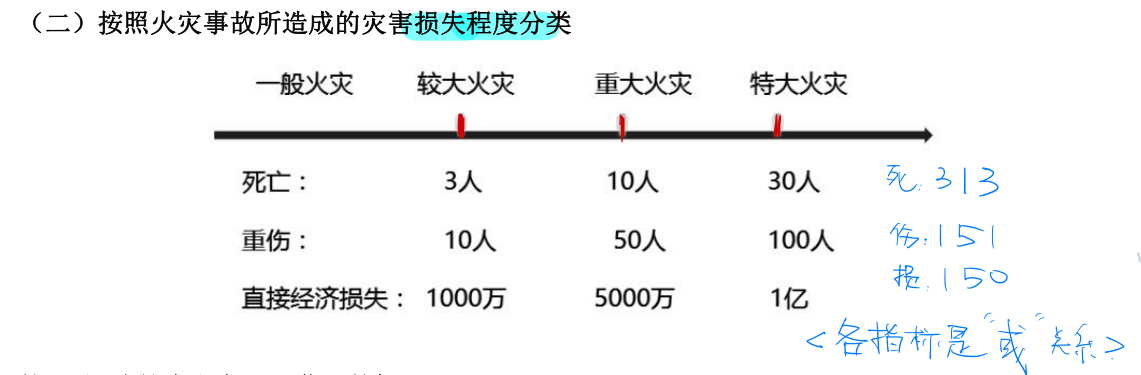 （二）按照火灾事故所造成的灾害损失程度分类
一般火灾 较大火灾 重大火灾 特大火灾
死亡： 3人 10人 30人 死：313
重伤： 10人 50人 100人 伤：151
直接经济损失： 1000万 5000万 1亿 损：150
<各指标是“或”关系>